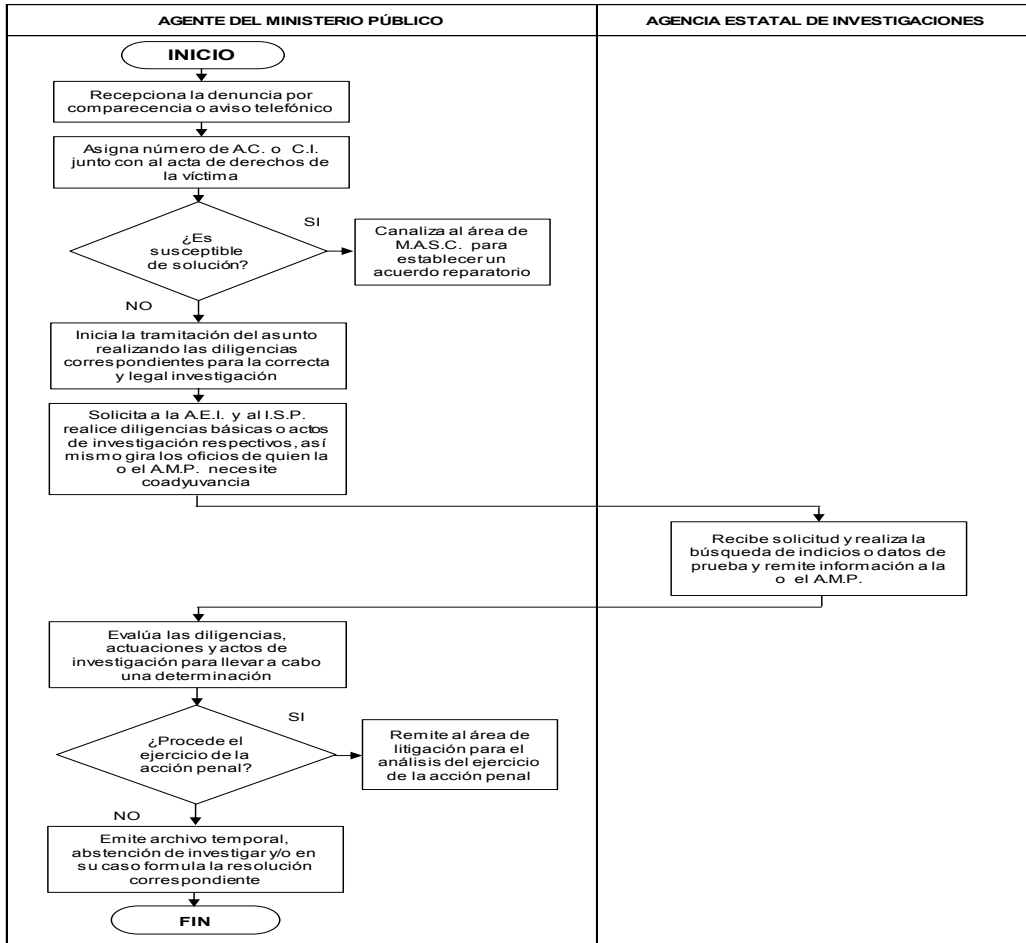 AGENTE DEL MINISTERIO PÚBLICO
AGENCIA ESTATAL DE INVESTIGACIONES
INICIO
Recepciona la denuncia por
comparecencia o aviso telefónico
Asigna número de A.C. o C.I.
junto con al acta de derechos de
la víctima
¿Es
susceptible
de solución?
SI
Canaliza al área de
M.A.S.C. para
establecer un
acuerdo reparatorio
NO
Inicia la tramitación del asunto
realizando las diligencias
correspondientes para la correcta
y legal investigación
Solicita a la A.E.I. y al I.S.P.
realice diligencias básicas o actos
de investigación respectivos, así
mismo gira los oficios de quien la
o el A.M.P. necesite
coadyuvancia
Recibe solicitud y realiza la
búsqueda de indicios o datos de
prueba y remite información a la
o el A.M.P.
Evalúa las diligencias,
actuaciones y actos de
investigación para llevar a cabo
una determinación
¿Procede el
ejercicio de la
acción penal?
SI
Remite al área de
litigación para el
análisis del ejercicio
de la acción penal
NO
Emite archivo temporal,
abstención de investigar y/o en
su caso formula la resolución
correspondiente
FIN